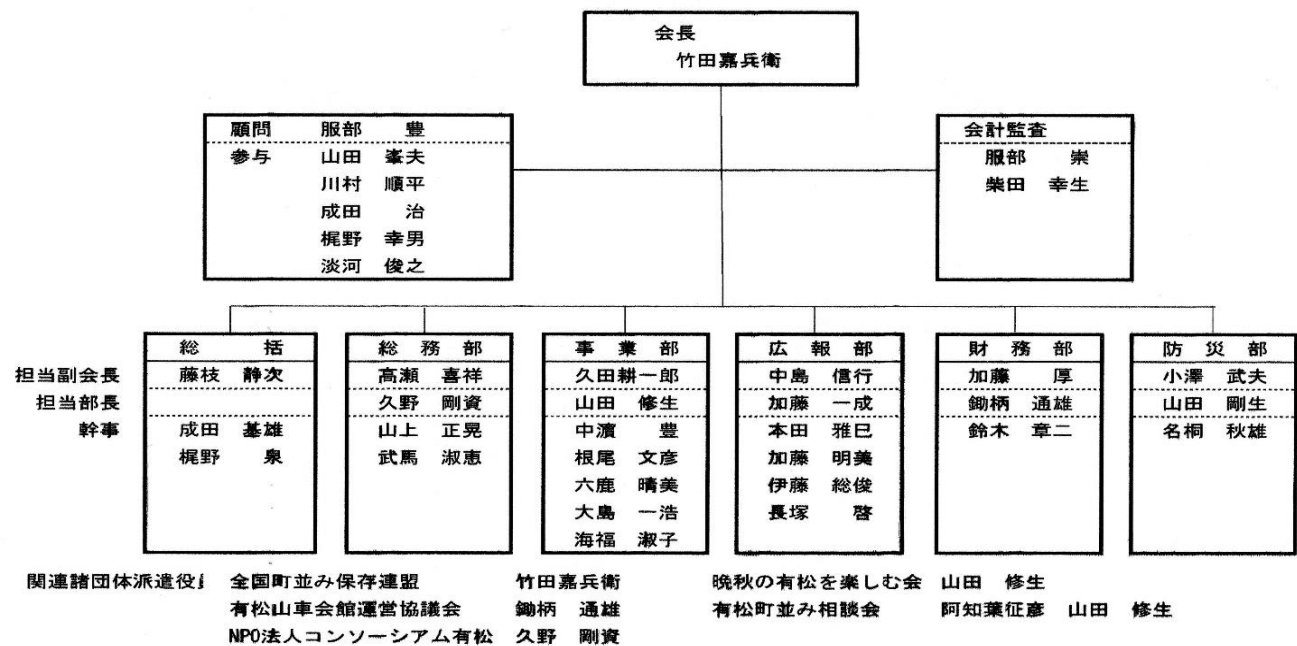 会長
竹田嘉兵衛
顧問 服部 豊
参与 山田 峯夫
川村 順平
成田 治
梶野 幸男
淡河 俊之
会計監査
服部 崇
柴田 幸生
総括 総務部 事業部 広報部 財務部 防災部
担当副会長 藤枝 静次 高瀬 喜祥 久田耕一郎 中島 信行 加藤 厚 小澤 武夫
担当部長 久野 剛資 山田 修生 加藤 一成 鋤柄 通雄 山田 剛生
幹事 成田 基雄 山上 正晃 中濵 豊 本田 雅巳 鈴木 章二 名桐 秋雄
梶野 泉 武馬 淑恵 根尾 文彦 加藤 明美
六鹿 晴美 伊藤 総俊
大島 一浩 長塚 啓
海福 淑子
関連諸団体派遣役員 全国町並み保存連盟 竹田嘉兵衛 晩秋の有松を楽しむ会 山田 修生
有松山車会館運営協議会 鋤柄 通雄 有松町並み相談会 阿知葉征彦 山田 修生
NPO法人コンソーシアム有松 久野 剛資